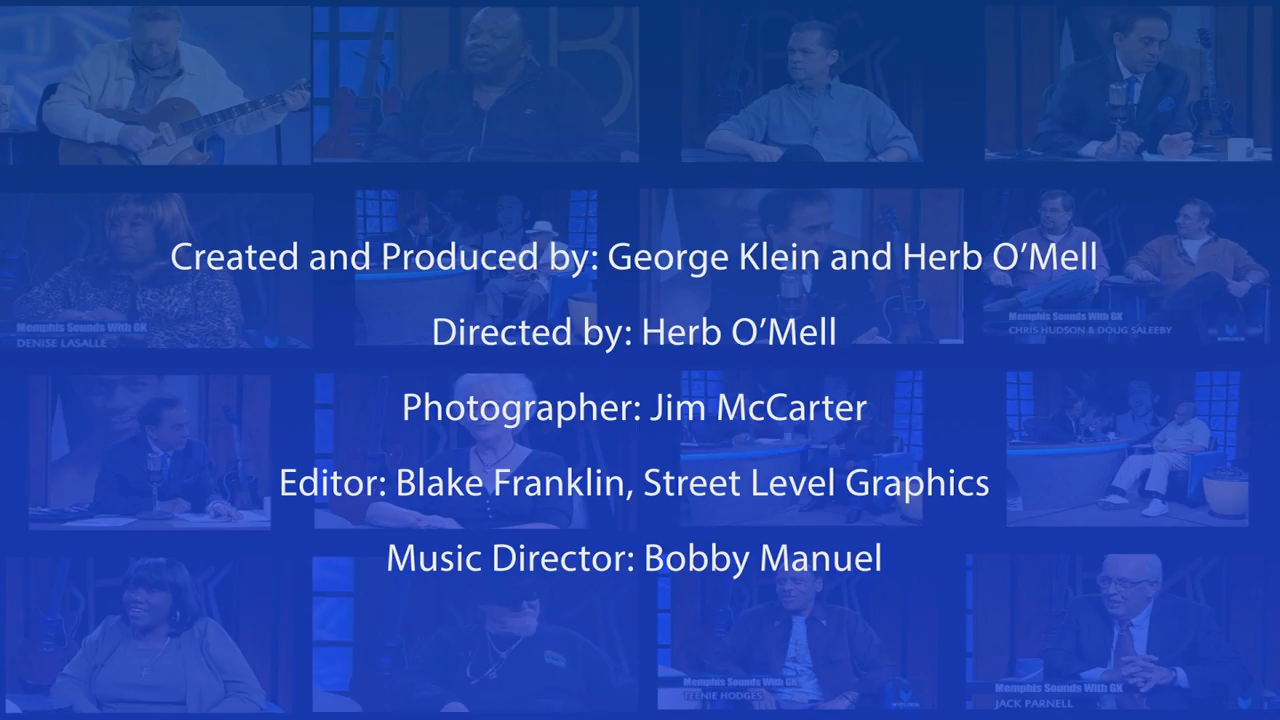 Created and Produced by: George Klein and Herb O’Mell
Memphis Sounds With GK
DENISE LASALLE
Memphis Sounds With GK
CHRIS HUDSON & DOUG SALEEBY
Directed by: Herb O’Mell
Photographer: Jim McCarter
Editor: Blake Franklin, Street Level Graphics
Music Director: Bobby Manuel
Memphis Sounds With GK
TEENIE HODGES
Memphis Sounds With GK
JACK PARNELL